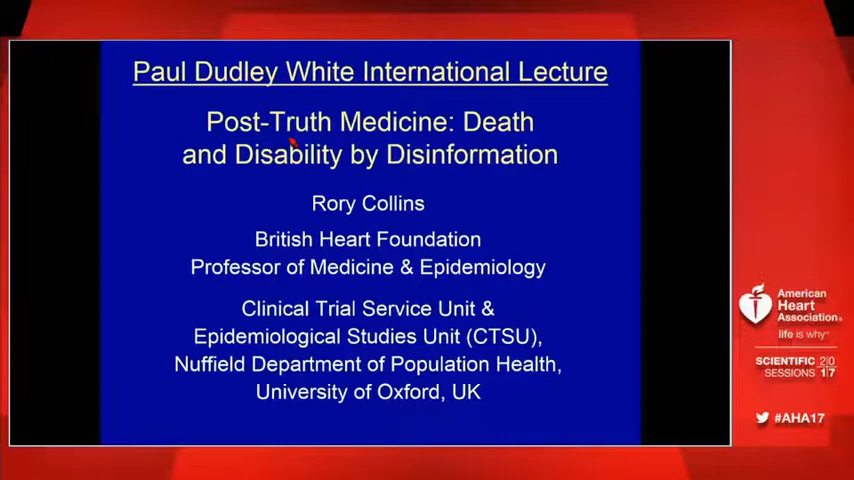 Paul Dudley White International Lecture
Post-Truth Medicine: Death
and Disability by Disinformation
Rory Collins
British Heart Foundation
Professor of Medicine & Epidemiology
Clinical Trial Service Unit &
Epidemiological Studies Unit (CTSU),
Nuffield Department of Population Health,
University of Oxford, UK
American
Heart
Association®
life is why™
SCIENTIFIC 20
SESSIONS 17
#AHA17